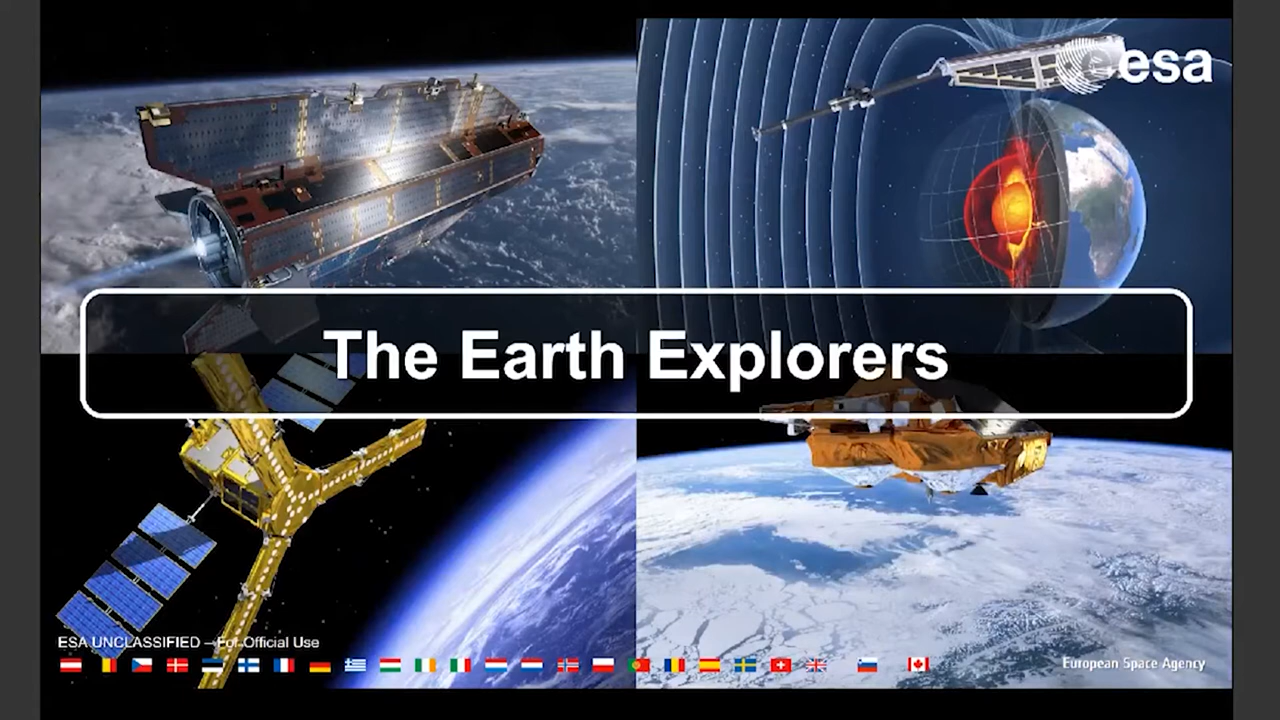 esa
The Earth Explorers
ESA UNCLASSIFIED – For Official Use
European Space Agency